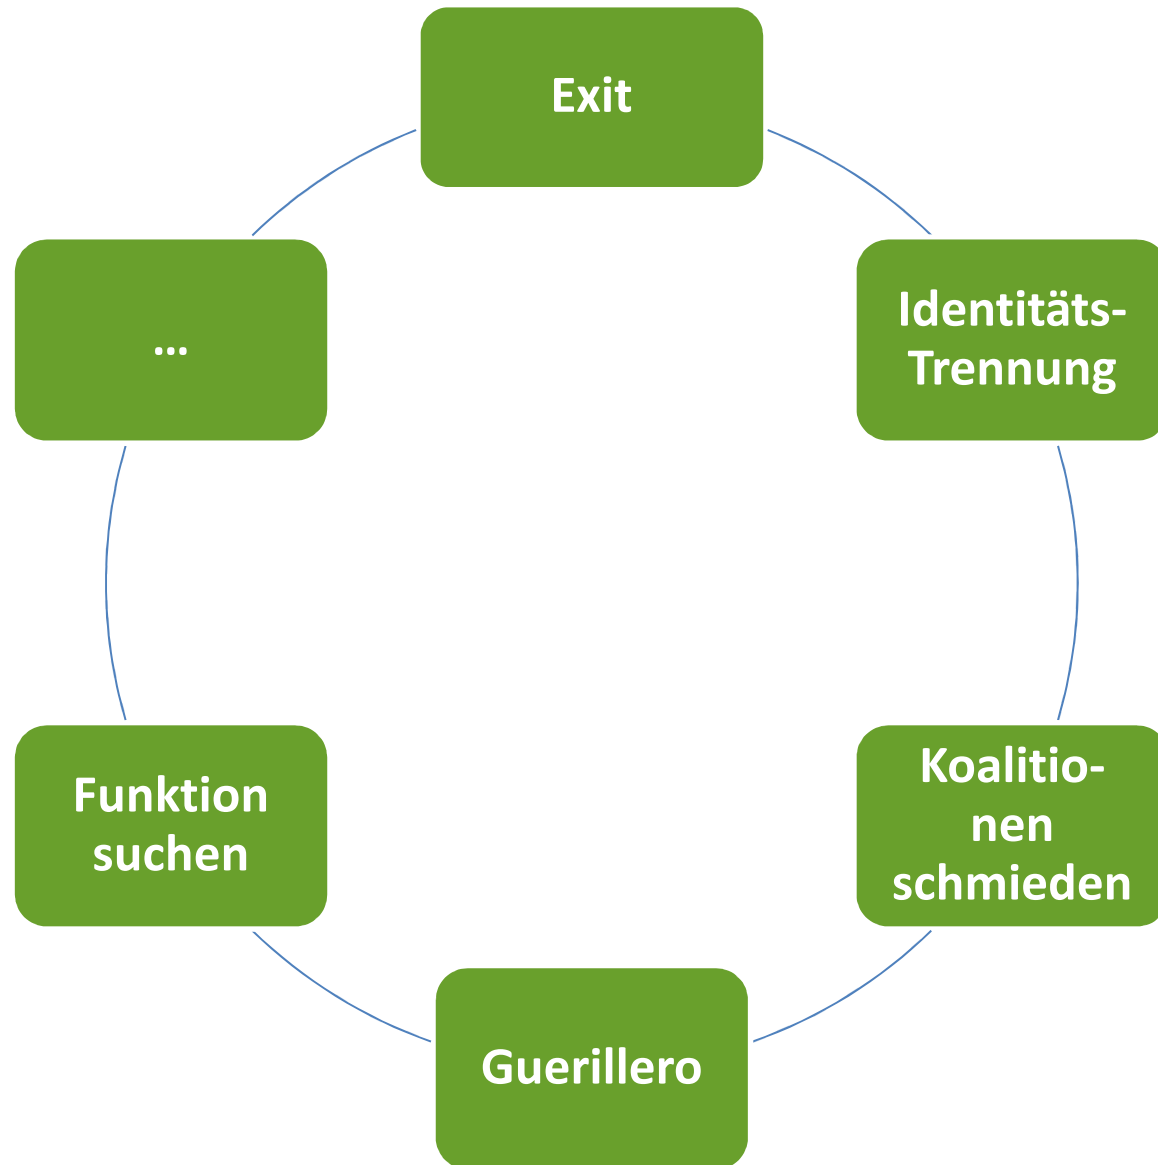 Exit
Identitäts-
Trennung
Koalitio-
nen
schmieden
Guerillero
Funktion
suchen
...